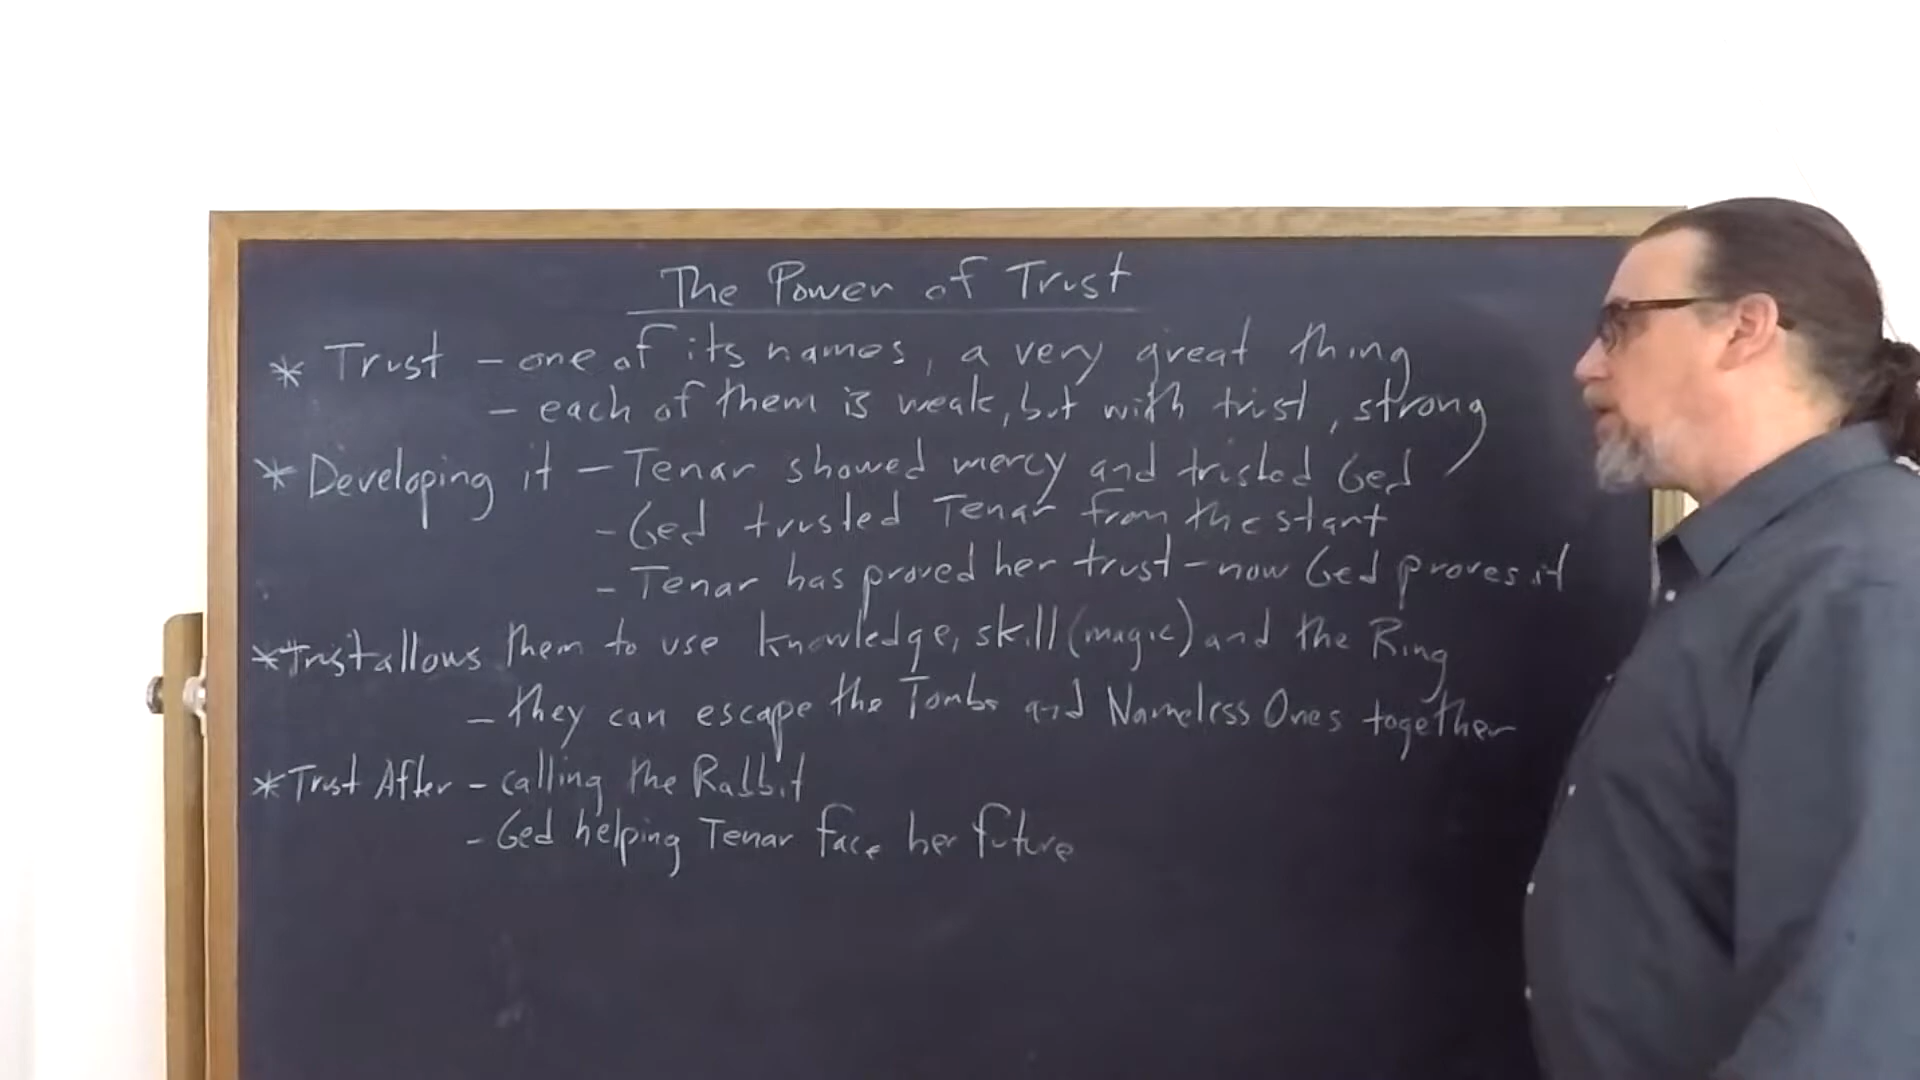 The Power of Trust
* Trust - one of its names, a very great thing
- each of them is weak, but with trust, strong
* Developing it - Tenar showed mercy and trusted Ged
- Ged trusted Tenar from the start
- Tenar has proved her trust - now Ged proves it
* Trust allows them to use knowledge, skill (magic) and the Ring
- they can escape the Tombs and Nameless Ones together
* Trust After - calling the Rabbit
- Ged helping Tenar face her future